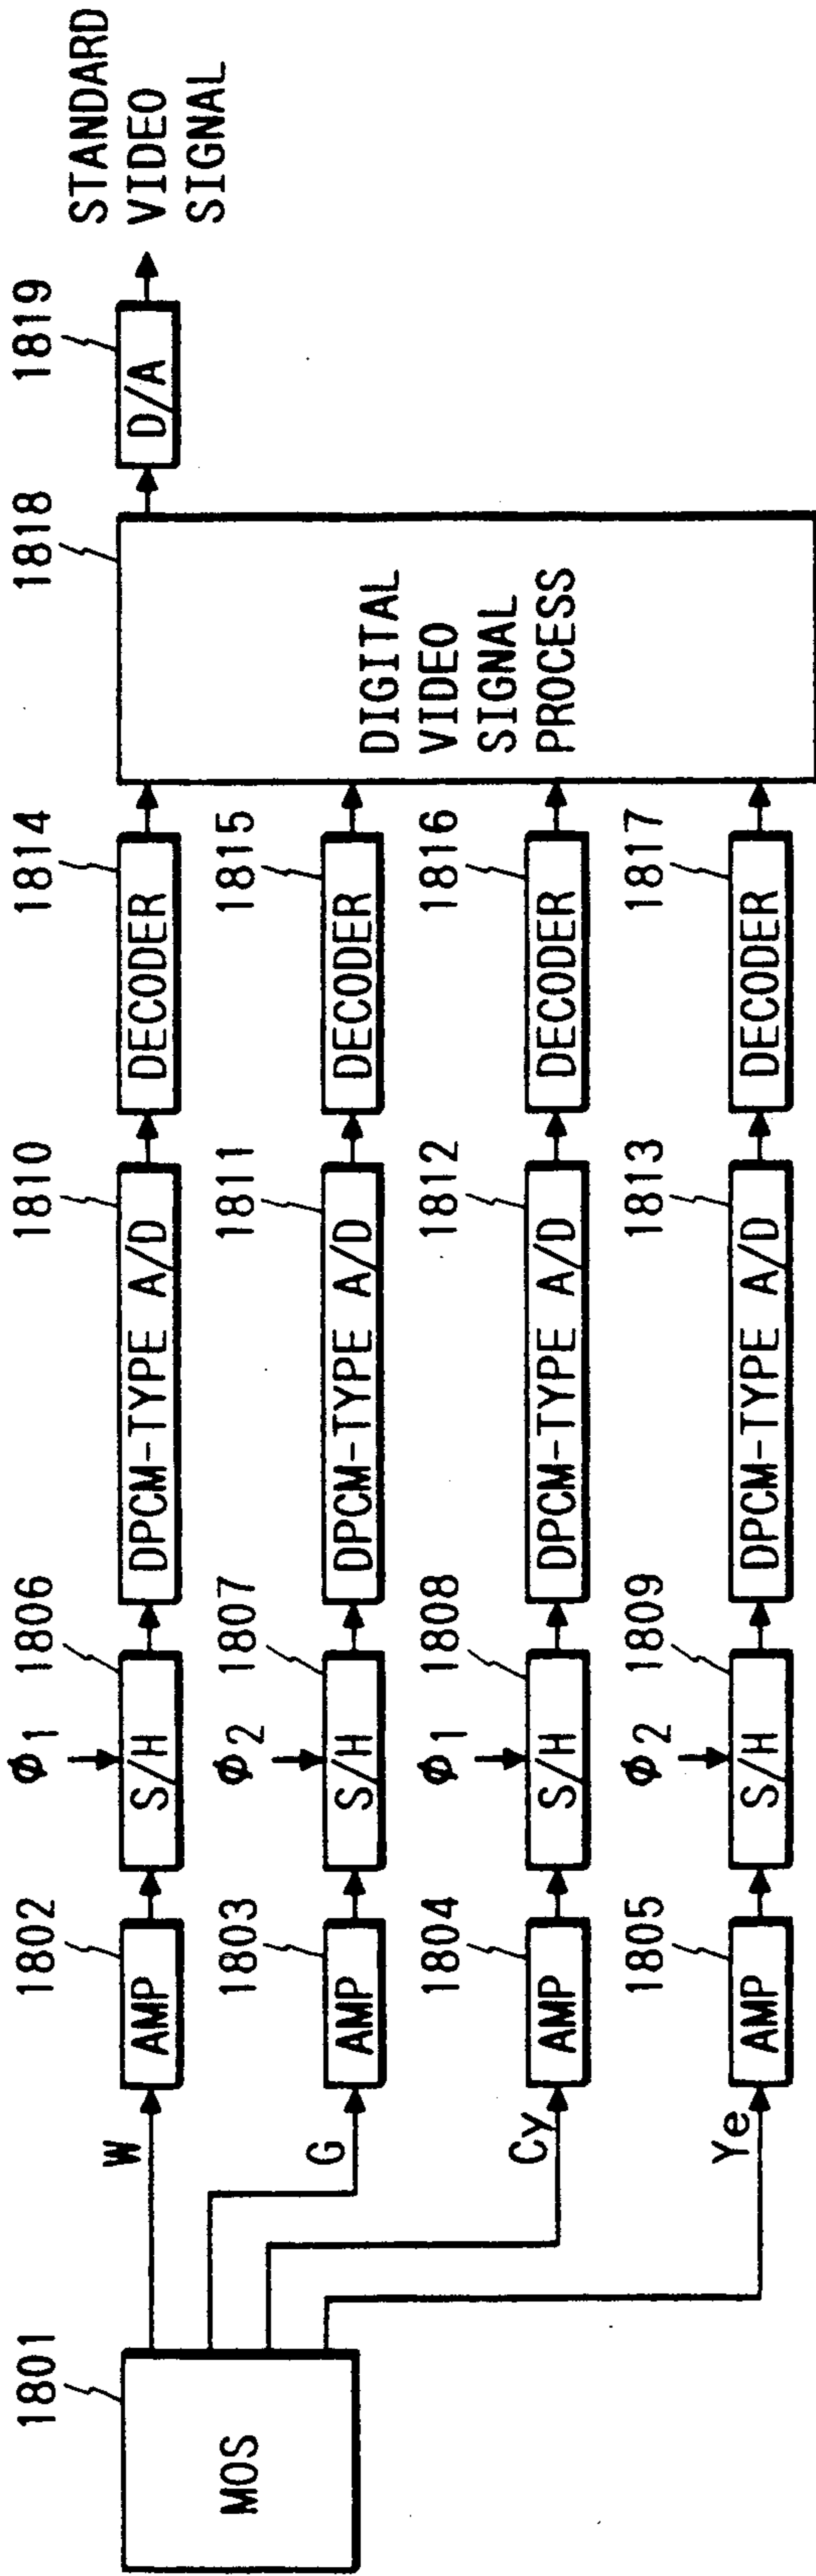 1801
MOS
W
G
Cy
Ye
1802
AMP
1803
AMP
1804
AMP
1805
AMP
Φ1
1806
S/H
Φ2
1807
S/H
Φ1
1808
S/H
Φ2
1809
S/H
1810
DPCM-TYPE A/D
1811
DPCM-TYPE A/D
1812
DPCM-TYPE A/D
1813
DPCM-TYPE A/D
1814
DECODER
1815
DECODER
1816
DECODER
1817
DECODER
1818
DIGITAL
VIDEO
SIGNAL
PROCESS
1819
D/A
STANDARD
VIDEO
SIGNAL